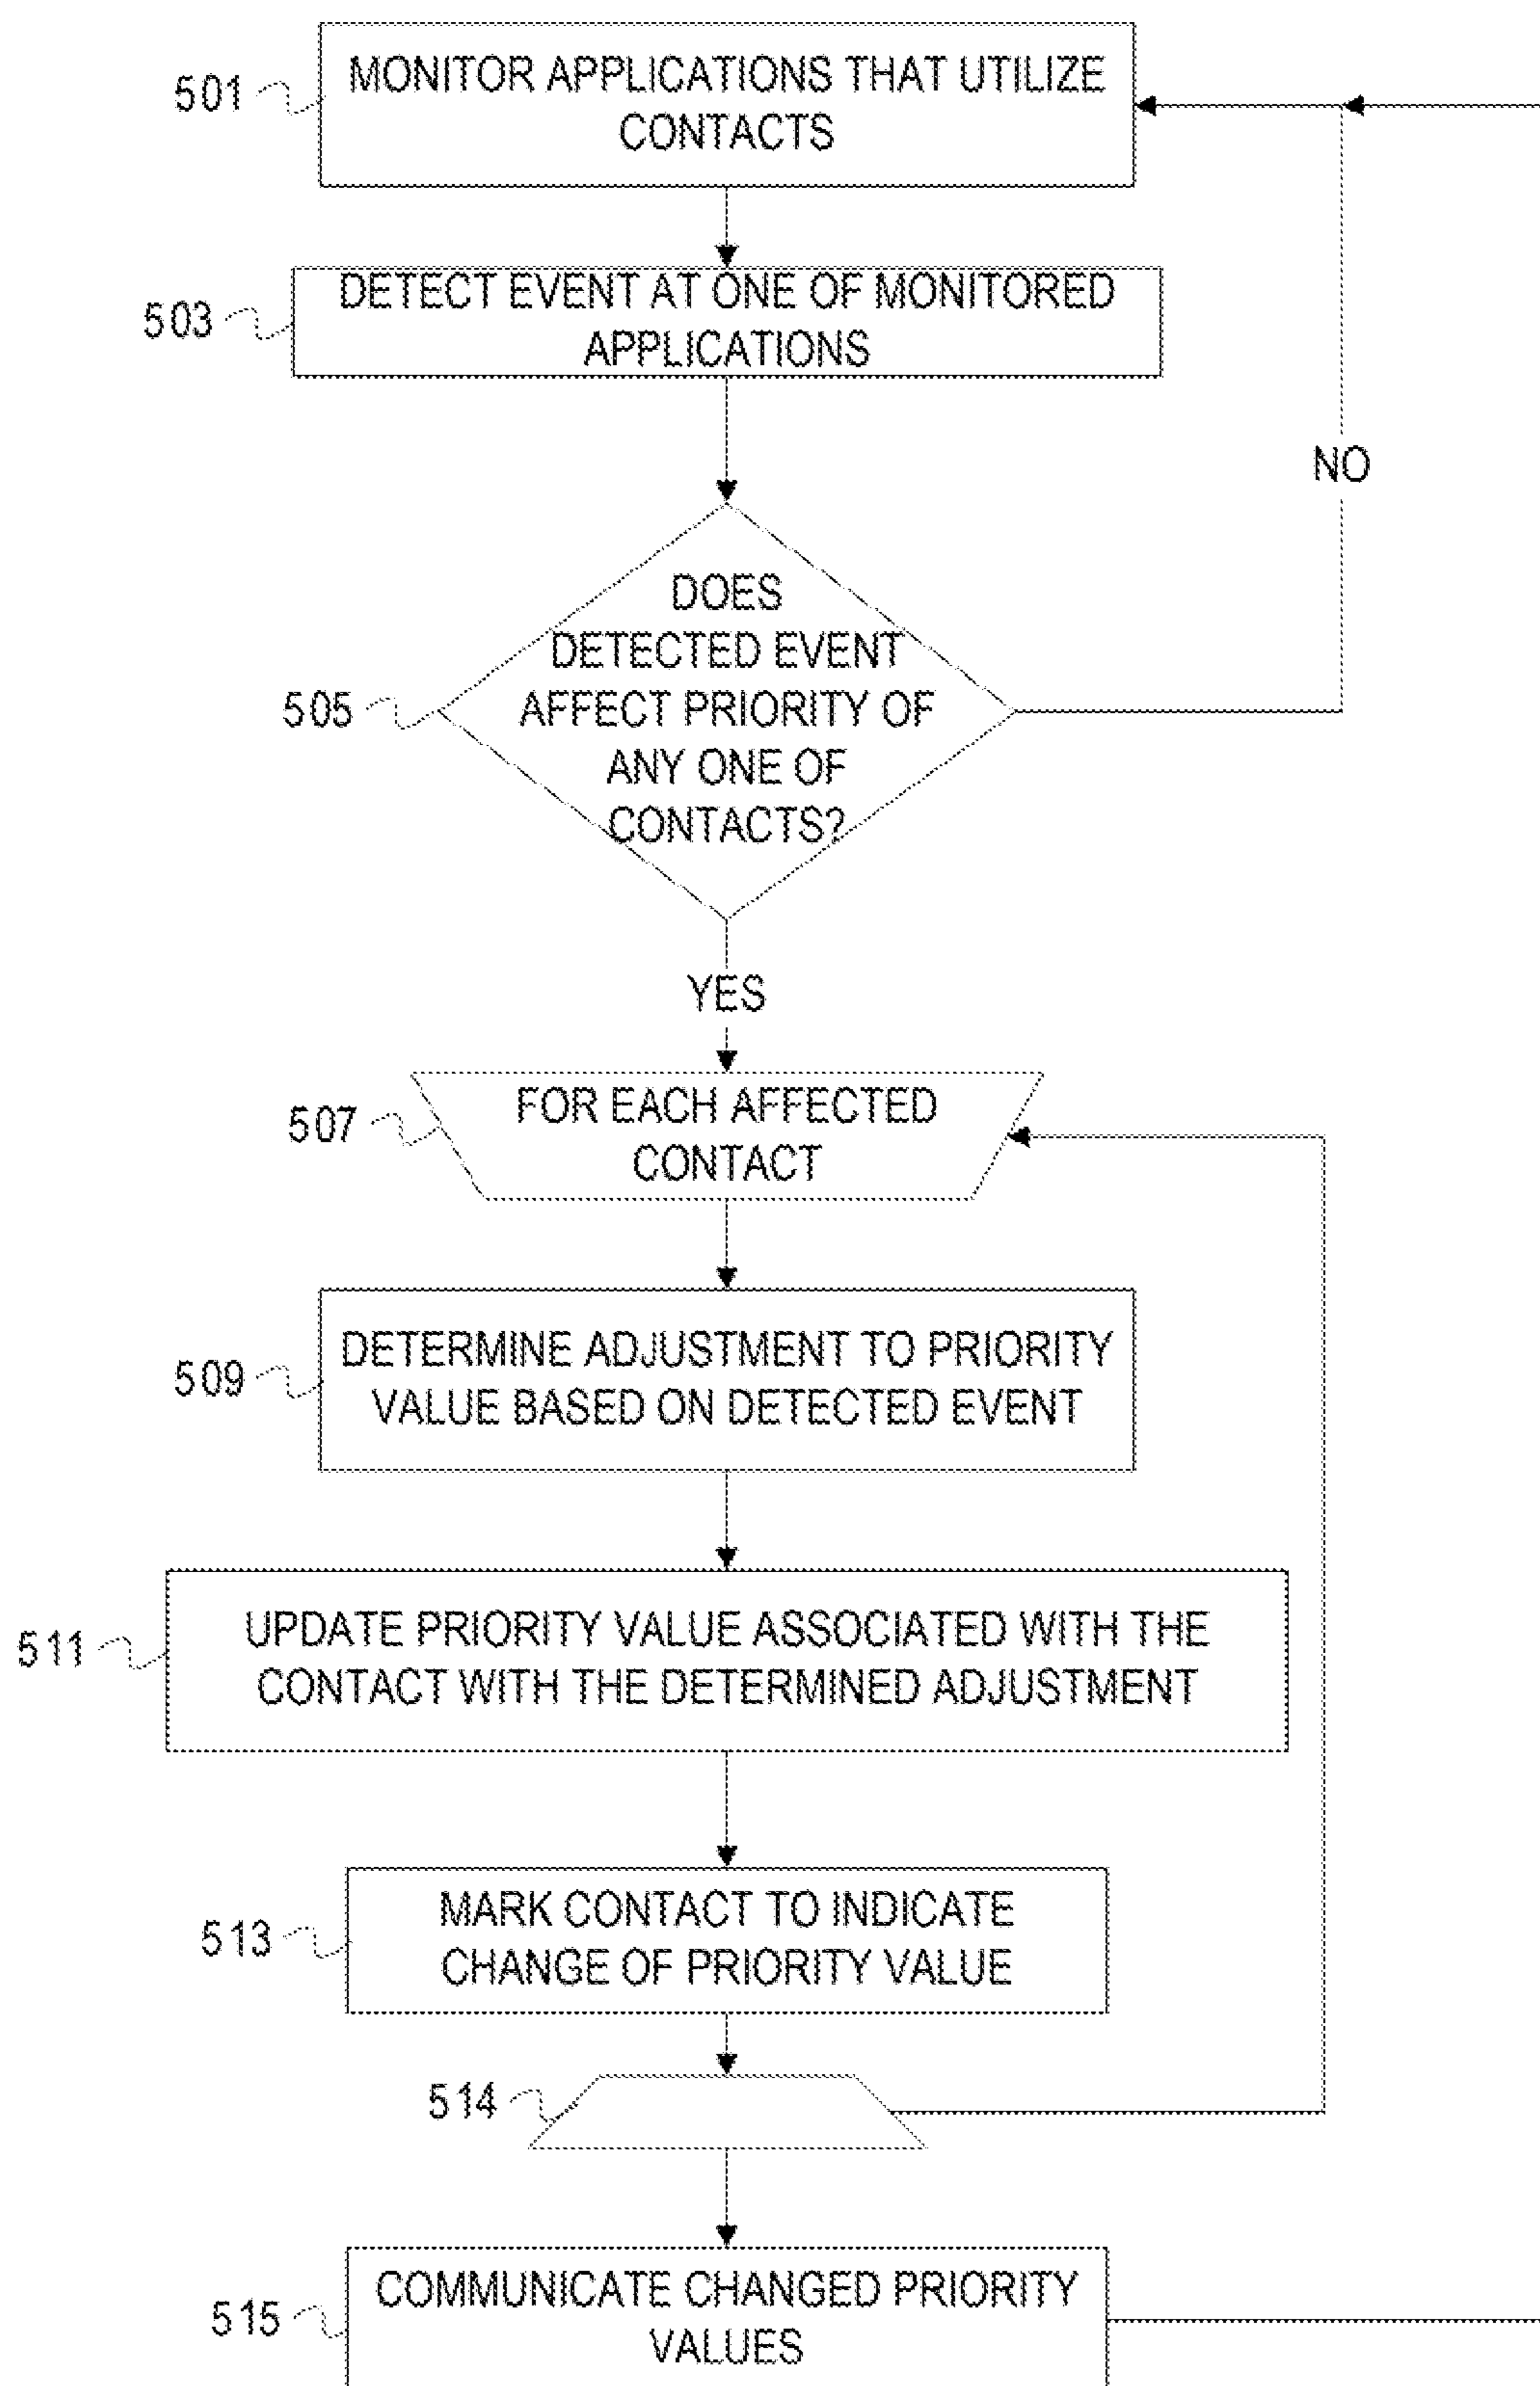 501
MONITOR APPLICATIONS THAT UTILIZE
CONTACTS
503
DETECT EVENT AT ONE OF MONITORED
APPLICATIONS
NO
505
DOES
DETECTED EVENT
AFFECT PRIORITY OF
ANY ONE OF
CONTACTS?
YES
507
FOR EACH AFFECTED
CONTACT
509
DETERMINE ADJUSTMENT TO PRIORITY
VALUE BASED ON DETECTED EVENT
511
UPDATE PRIORITY VALUE ASSOCIATED WITH THE
CONTACT WITH THE DETERMINED ADJUSTMENT
513
MARK CONTACT TO INDICATE
CHANGE OF PRIORITY VALUE
514
515
COMMUNICATE CHANGED PRIORITY
VALUES